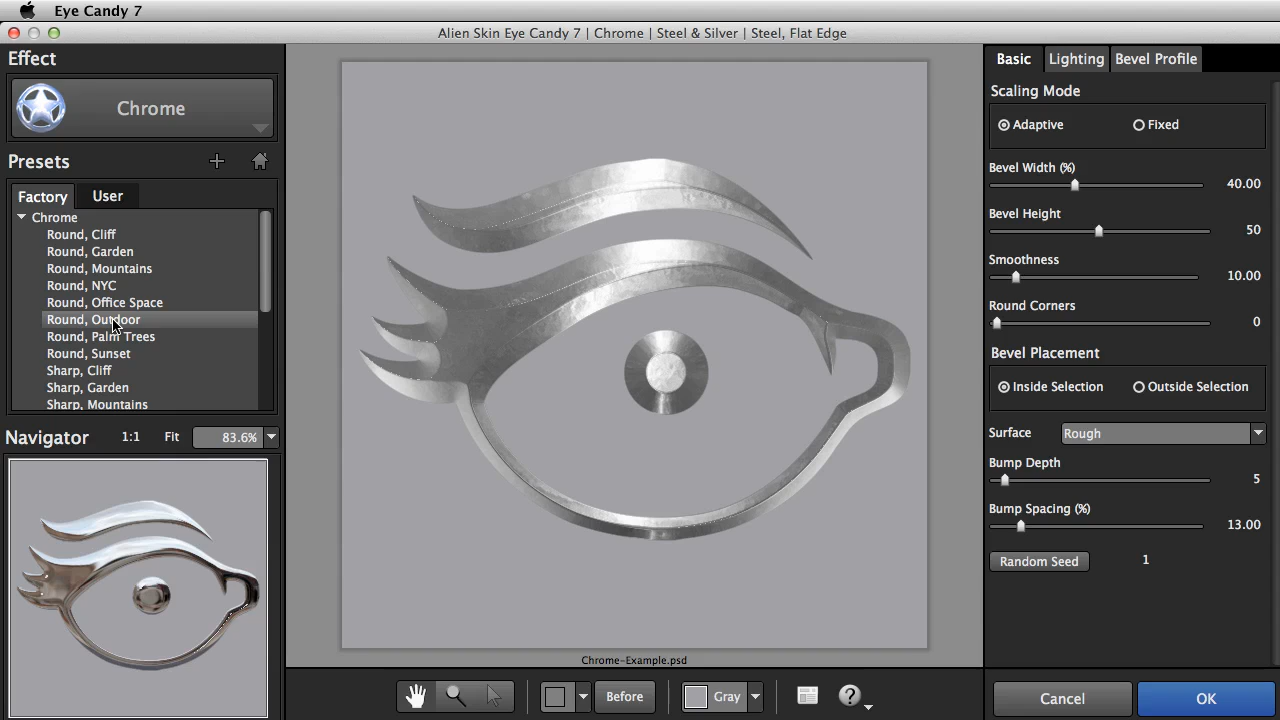 Eye Candy 7
Alien Skin Eye Candy 7 | Chrome | Steel & Silver | Steel, Flat Edge
Effect
Chrome
Presets
Factory
User
Chrome
Round, Cliff
Round, Garden
Round, Mountains
Round, NYC
Round, Office Space
Round, Outdoor
Round, Palm Trees
Round, Sunset
Sharp, Cliff
Sharp, Garden
Sharp, Mountains
Navigator 1:1 Fit 83.6%
Chrome-Example.psd
Before
Gray
Basic Lighting Bevel Profile
Scaling Mode
Adaptive Fixed
Bevel Width (%)
40.00
Bevel Height
50
Smoothness
10.00
Round Corners
0
Bevel Placement
Inside Selection Outside Selection
Surface Rough
Bump Depth
5
Bump Spacing (%)
13.00
Random Seed 1
Cancel OK